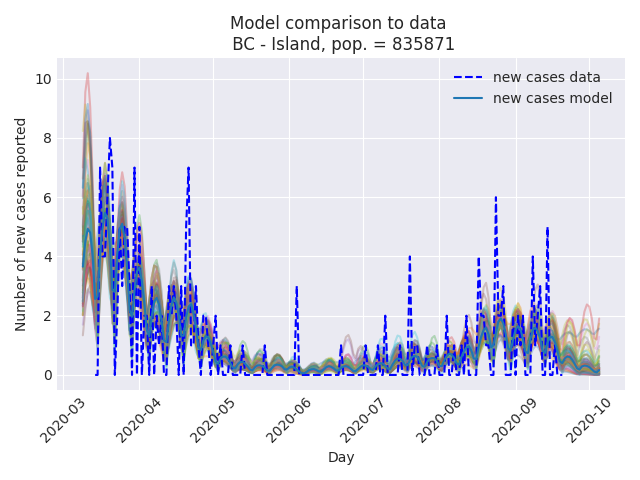 Model comparison to data
BC - Island, pop. = 835871
new cases data
new cases model
Number of new cases reported
10
8
6
4
2
0
2020-03
2020-04
2020-05
2020-06
2020-07
2020-08
2020-09
2020-10
Day